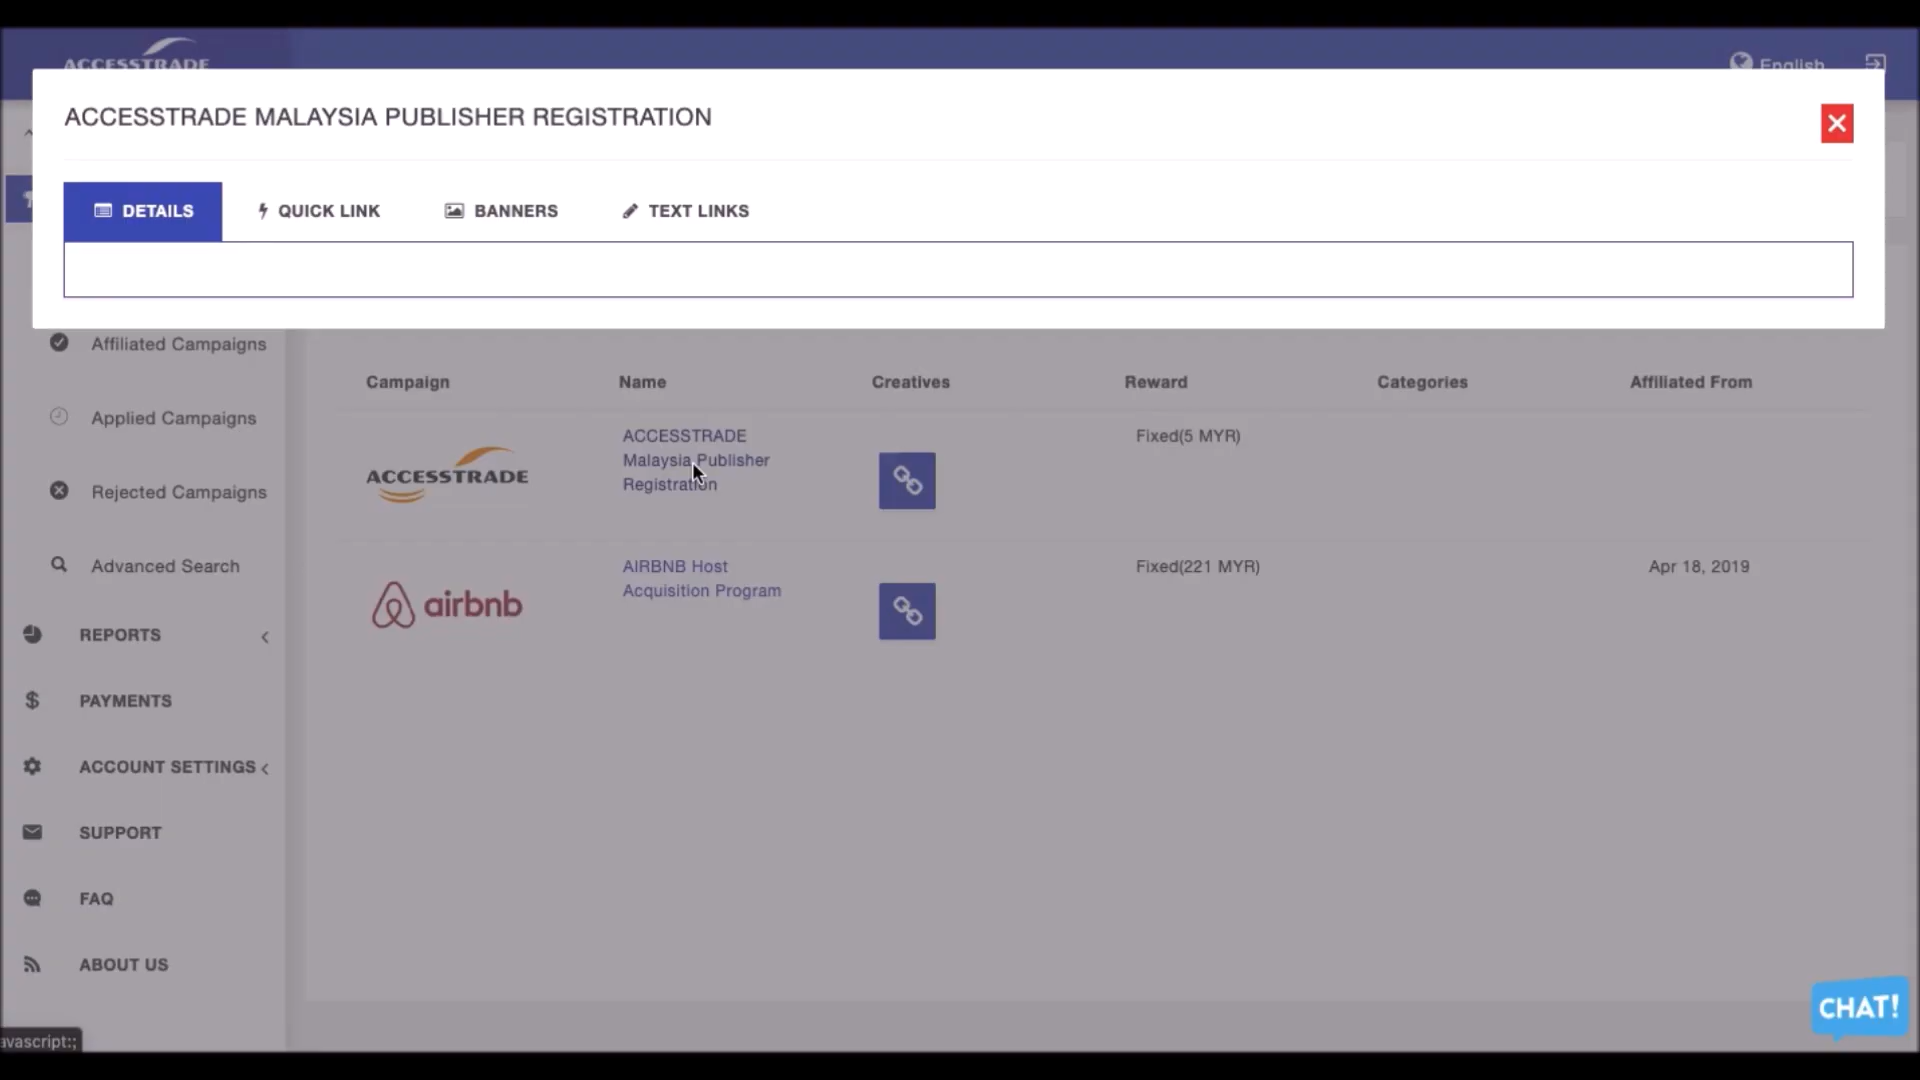 ACCESSTRADE
English
ACCESSTRADE MALAYSIA PUBLISHER REGISTRATION
DETAILS
QUICK LINK
BANNERS
TEXT LINKS
Affiliated Campaigns
Applied Campaigns
Rejected Campaigns
Advanced Search
REPORTS
PAYMENTS
ACCOUNT SETTINGS
SUPPORT
FAQ
ABOUT US
Campaign
Name
Creatives
Reward
Categories
Affiliated From
ACCESSTRADE
ACCESSTRADE
Malaysia Publisher
Registration
Fixed(5 MYR)
airbnb
AIRBNB Host
Acquisition Program
Fixed(221 MYR)
Apr 18, 2019
CHAT!
avascript:;